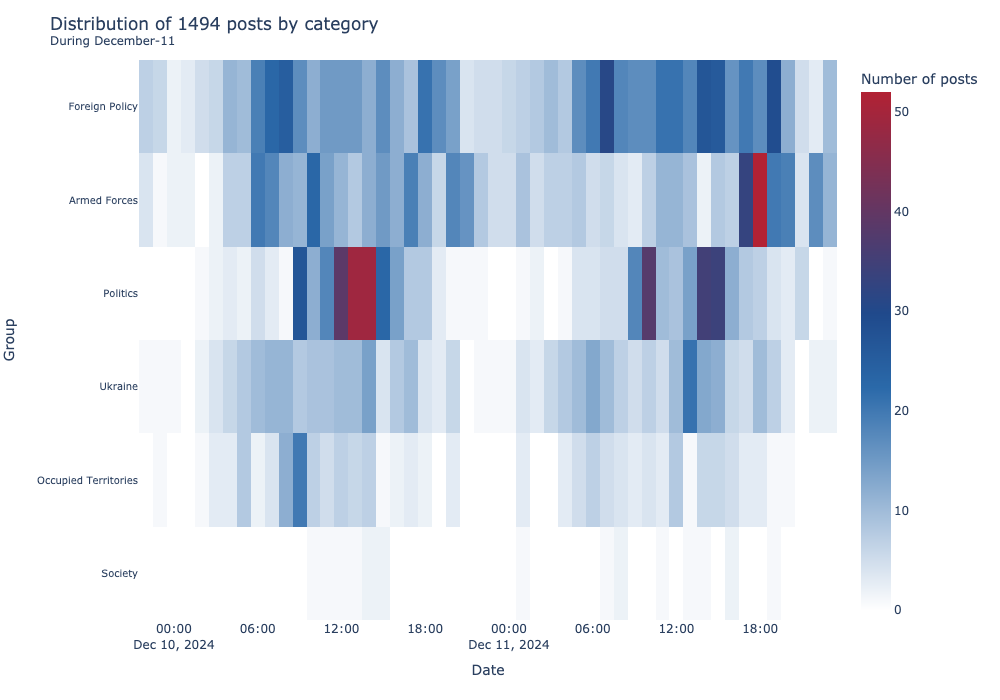 Distribution of 1494 posts by category
During December-11
Number of posts
Foreign Policy
Armed Forces
Politics
Ukraine
Occupied Territories
Society
Group
50
40
30
20
10
0
00:00
Dec 10, 2024
06:00
12:00
18:00
00:00
Dec 11, 2024
06:00
12:00
18:00
Date